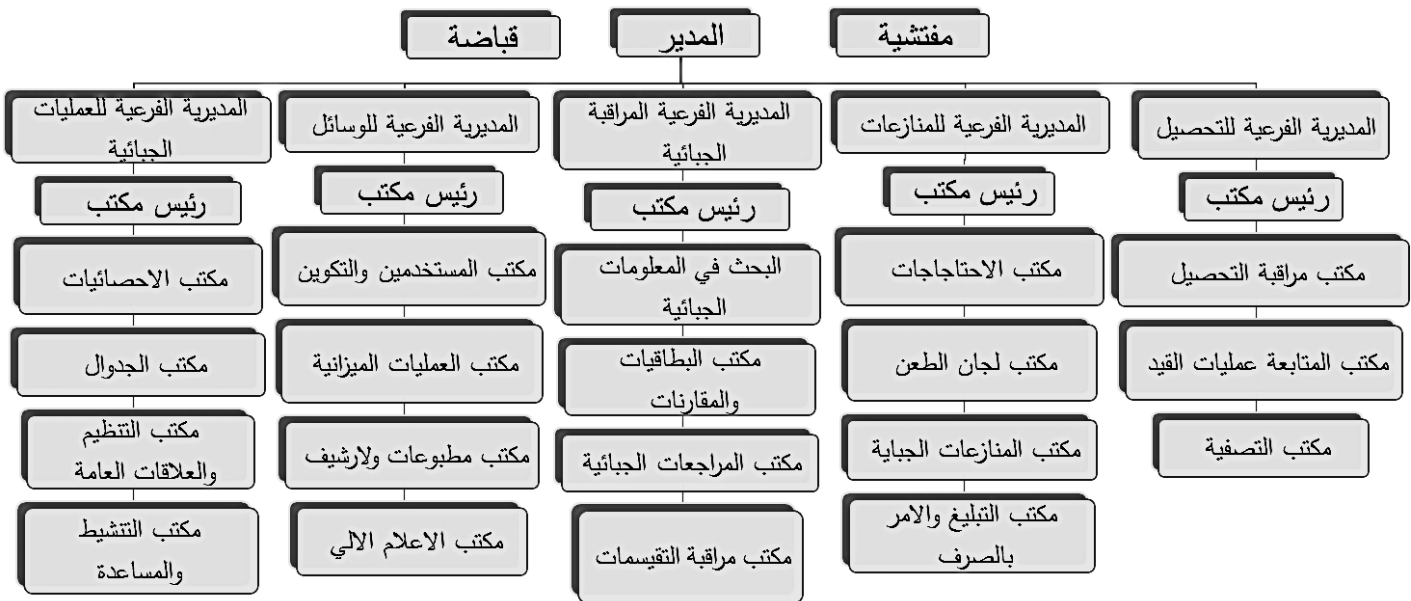 مفتشية
المدير
قباضة
المديرية الفرعية للتحصيل
رئيس مكتب
مكتب مراقبة التحصيل
مكتب المتابعة عمليات القيد
مكتب التصفية
المديرية الفرعية للمنازعات
رئيس مكتب
مكتب الاحتاجاجات
مكتب لجان الطعن
مكتب المنازعات الجباية
مكتب التبليغ والامر
بالصرف
المديرية الفرعية المراقبة
الجبائية
رئيس مكتب
البحث في المعلومات
الجبائية
مكتب البطاقيات
والمقارنات
مكتب المراجعات الجبائية
مكتب مراقبة التقيسمات
المديرية الفرعية للوسائل
رئيس مكتب
مكتب المستخدمين والتكوين
مكتب العمليات الميزانية
مكتب مطبوعات ولارشيف
مكتب الاعلام الالي
المديرية الفرعية للعمليات
الجبائية
رئيس مكتب
مكتب الاحصائيات
مكتب الجدوال
مكتب التنظيم
والعلاقات العامة
مكتب التنشيط
والمساعدة